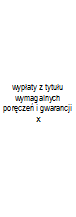 wypłaty z tytułu
wymagalnych
poręczeń i gwarancji
x